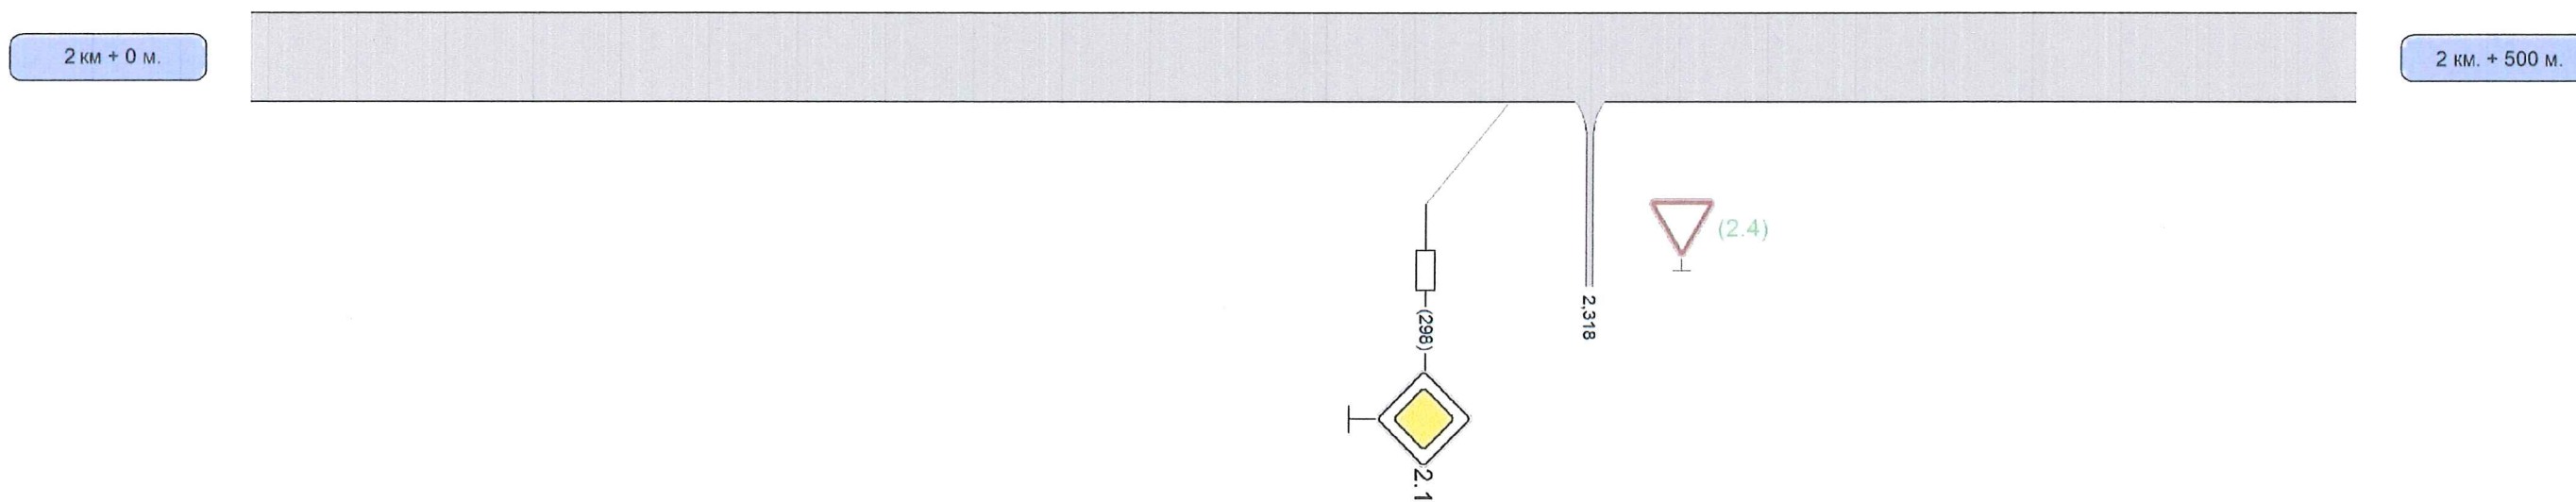 2 км + 0 м.
2 км. + 500 м.
(2.4)
(298)
2,318
2.1